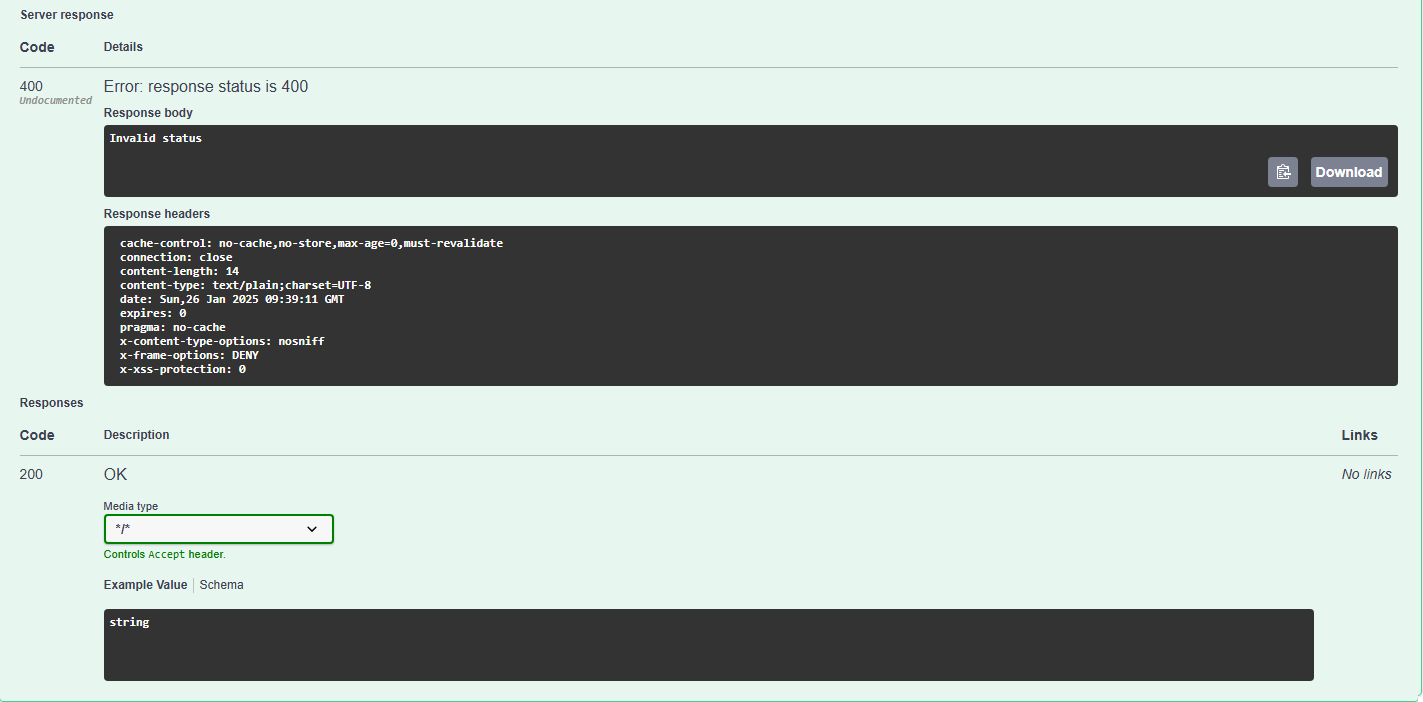 Server response
Code Details
400 Error: response status is 400
Undocumented
Response body
Invalid status
Download
Response headers
cache-control: no-cache,no-store,max-age=0,must-revalidate
connection: close
content-length: 14
content-type: text/plain;charset=UTF-8
date: Sun,26 Jan 2025 09:39:11 GMT
expires: 0
pragma: no-cache
x-content-type-options: nosniff
x-frame-options: DENY
x-xss-protection: 0
Responses
Code Description Links
200 OK No links
Media type
*/*
Controls Accept header.
Example Value Schema
string